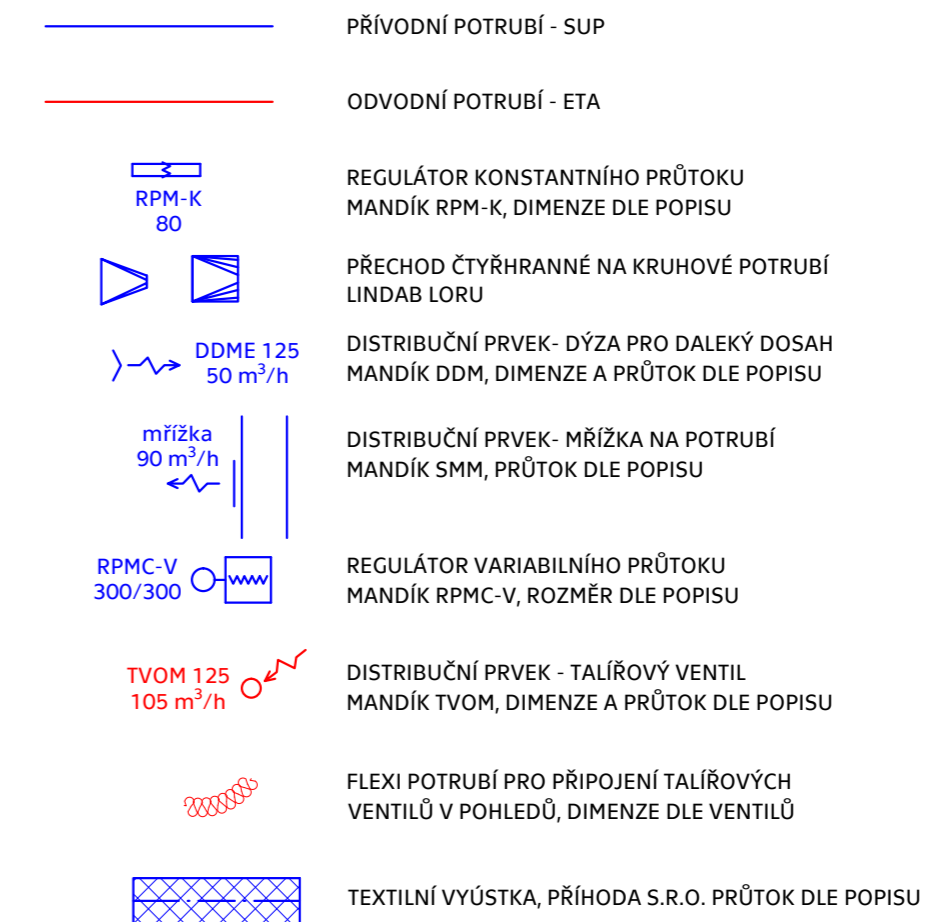 PŘÍVODNÍ POTRUBÍ - SUP
ODVODNÍ POTRUBÍ - ETA
RPM-K
80
REGULÁTOR KONSTANTNÍHO PRŮTOKU
MANDÍK RPM-K, DIMENZE DLE POPISU
PŘECHOD ČTYŘHRANNÉ NA KRUHOVÉ POTRUBÍ
LINDAB LORU
DDME 125
50 m³/h
DISTRIBUČNÍ PRVEK- DÝZA PRO DALEKÝ DOSAH
MANDÍK DDM, DIMENZE A PRŮTOK DLE POPISU
mřížka
90 m³/h
DISTRIBUČNÍ PRVEK- MŘÍŽKA NA POTRUBÍ
MANDÍK SMM, PRŮTOK DLE POPISU
RPMC-V
300/300
REGULÁTOR VARIABILNÍHO PRŮTOKU
MANDÍK RPMC-V, ROZMĚR DLE POPISU
TVOM 125
105 m³/h
DISTRIBUČNÍ PRVEK - TALÍŘOVÝ VENTIL
MANDÍK TVOM, DIMENZE A PRŮTOK DLE POPISU
FLEXI POTRUBÍ PRO PŘIPOJENÍ TALÍŘOVÝCH
VENTILŮ V POHLEDŮ, DIMENZE DLE VENTILŮ
TEXTILNÍ VYÚSTKA, PŘÍHODA S.R.O. PRŮTOK DLE POPISU